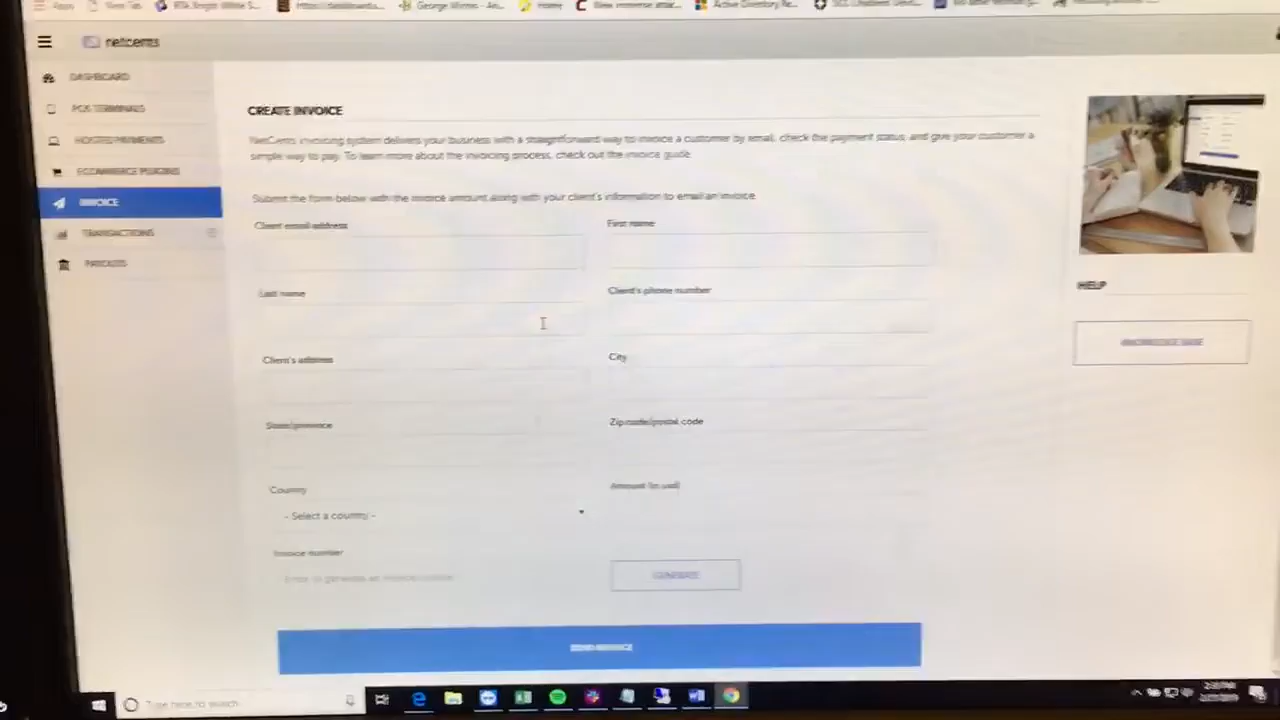 Apps
New Tab
Home
netcents
DASHBOARD
POS TERMINALS
HOSTED PAYMENTS
ECOMMERCE PLUGINS
INVOICE
TRANSACTIONS
PAYOUTS
CREATE INVOICE
NetCents invoicing system delivers your business with a straightforward way to invoice a customer by email, check the payment status, and give your customer a
simple way to pay. To learn more about the invoicing process, check out the invoice guide.
Submit the form below with the invoice amount along with your client's information to email an invoice
Client email address
First name
Last name
Client's phone number
Client's address
City
State/province
Zip code/postal code
Country
- Select a country -
Invoice number
GENERATE
SEND INVOICE
HELP
Type here to search